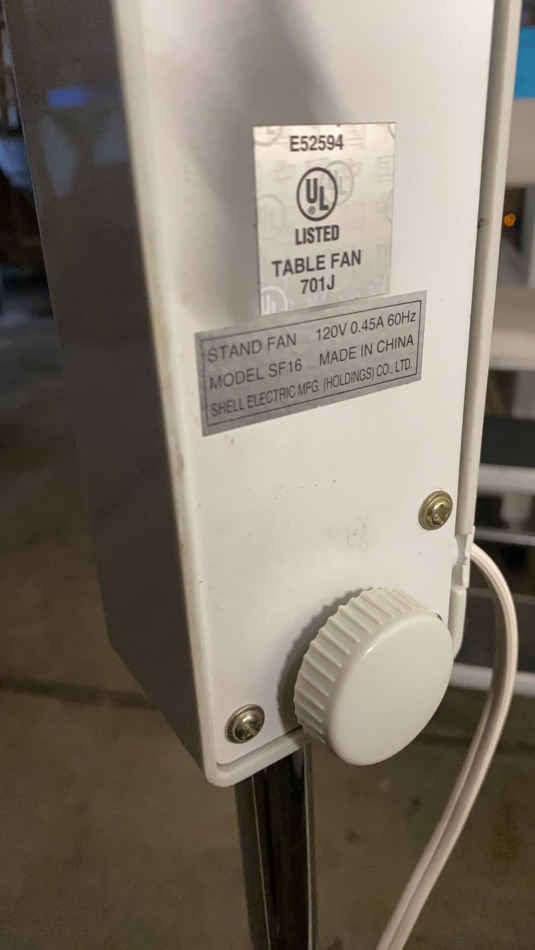 E52594
UL
LISTED
TABLE FAN
701J
STAND FAN 120V 0.45A 60Hz
MODEL SF16 MADE IN CHINA
SHELL ELECTRIC MFG. (HOLDINGS) CO., LTD.